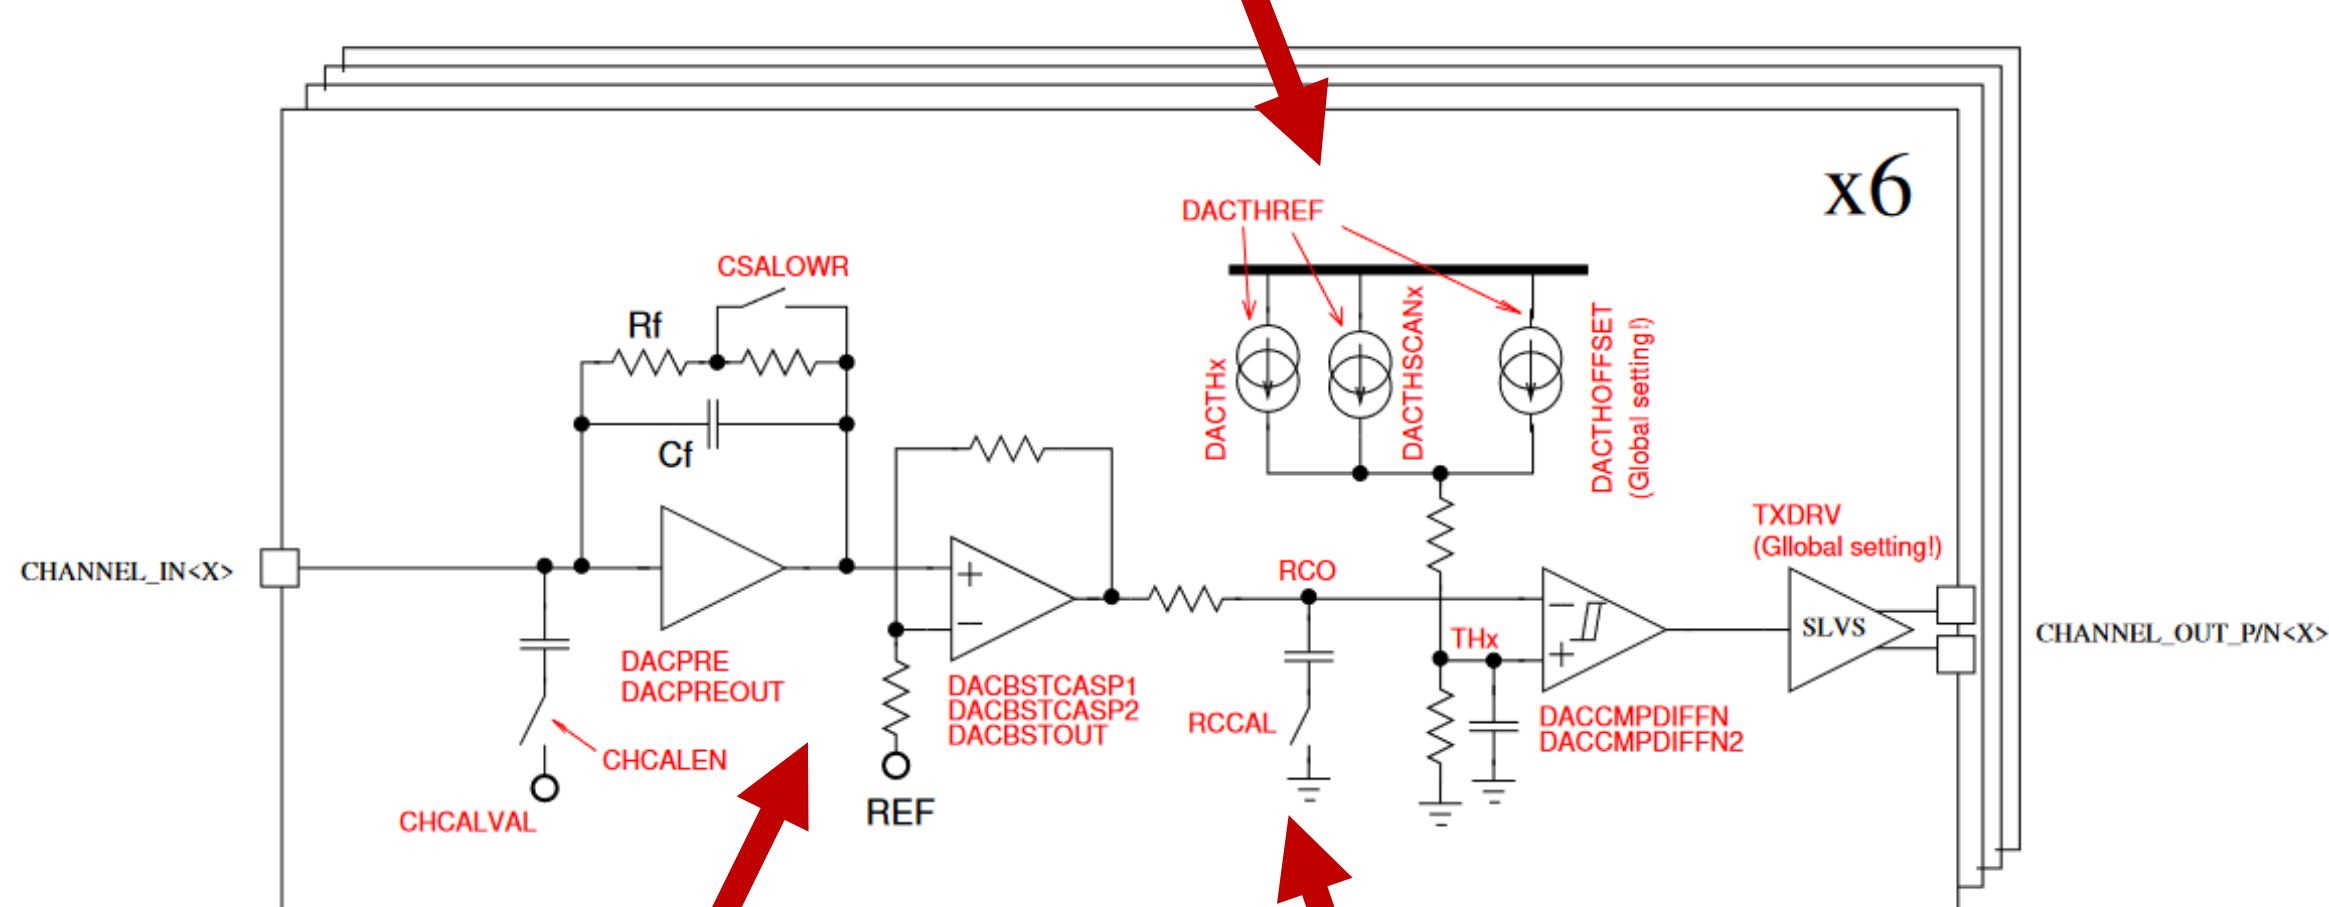 x6
DACTHREF
CSALOWR
Rf
Cf
DACTHx
DACTHSCANx
DACTHOFFSET
(Global setting!)
TXDRV
(Gllobal setting!)
CHANNEL_IN<X>
RCO
+
−
−
+
THx
SLVS
CHANNEL_OUT_P/N<X>
DACPRE
DACPREOUT
DACBSTCASP1
DACBSTCASP2
DACBSTOUT
RCCAL
DACCMPDIFFN
DACCMPDIFFN2
CHCALEN
CHCALVAL
REF